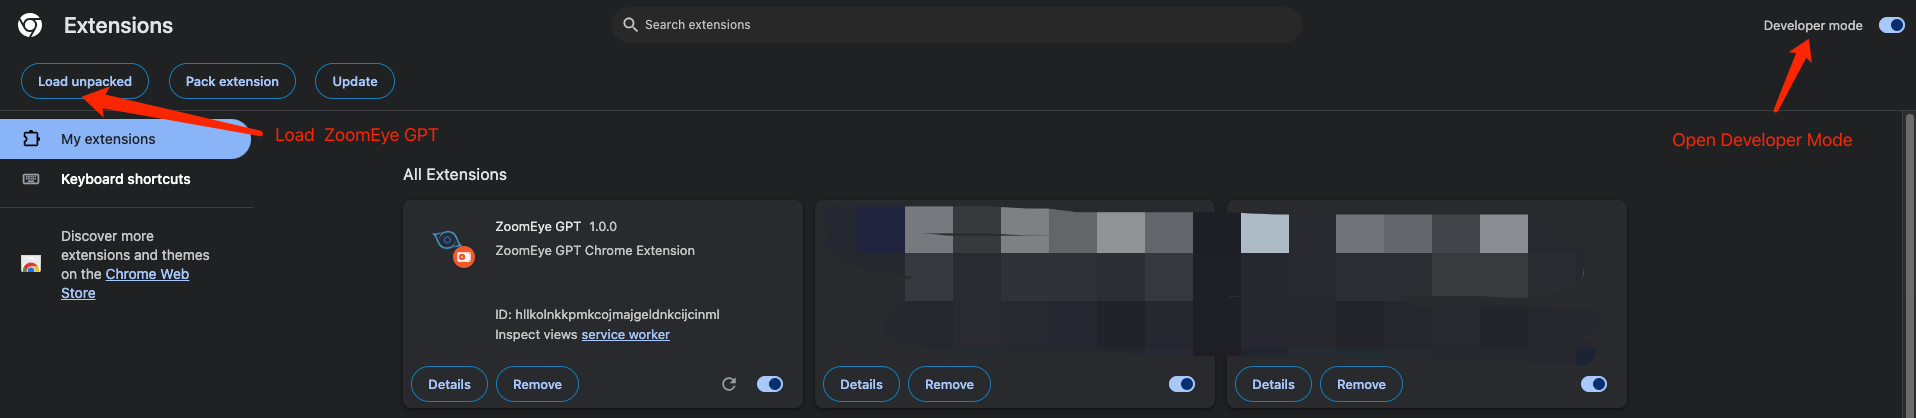 Extensions
Search extensions
Developer mode
Load unpacked
Pack extension
Update
Load ZoomEye GPT
Open Developer Mode
My extensions
Keyboard shortcuts
Discover more
extensions and themes
on the Chrome Web
Store
All Extensions
ZoomEye GPT 1.0.0
ZoomEye GPT Chrome Extension
ID: hllkolnkkpmkcojmajgeldnkcijcinml
Inspect views service worker
Details
Remove
Details
Remove
Details
Remove